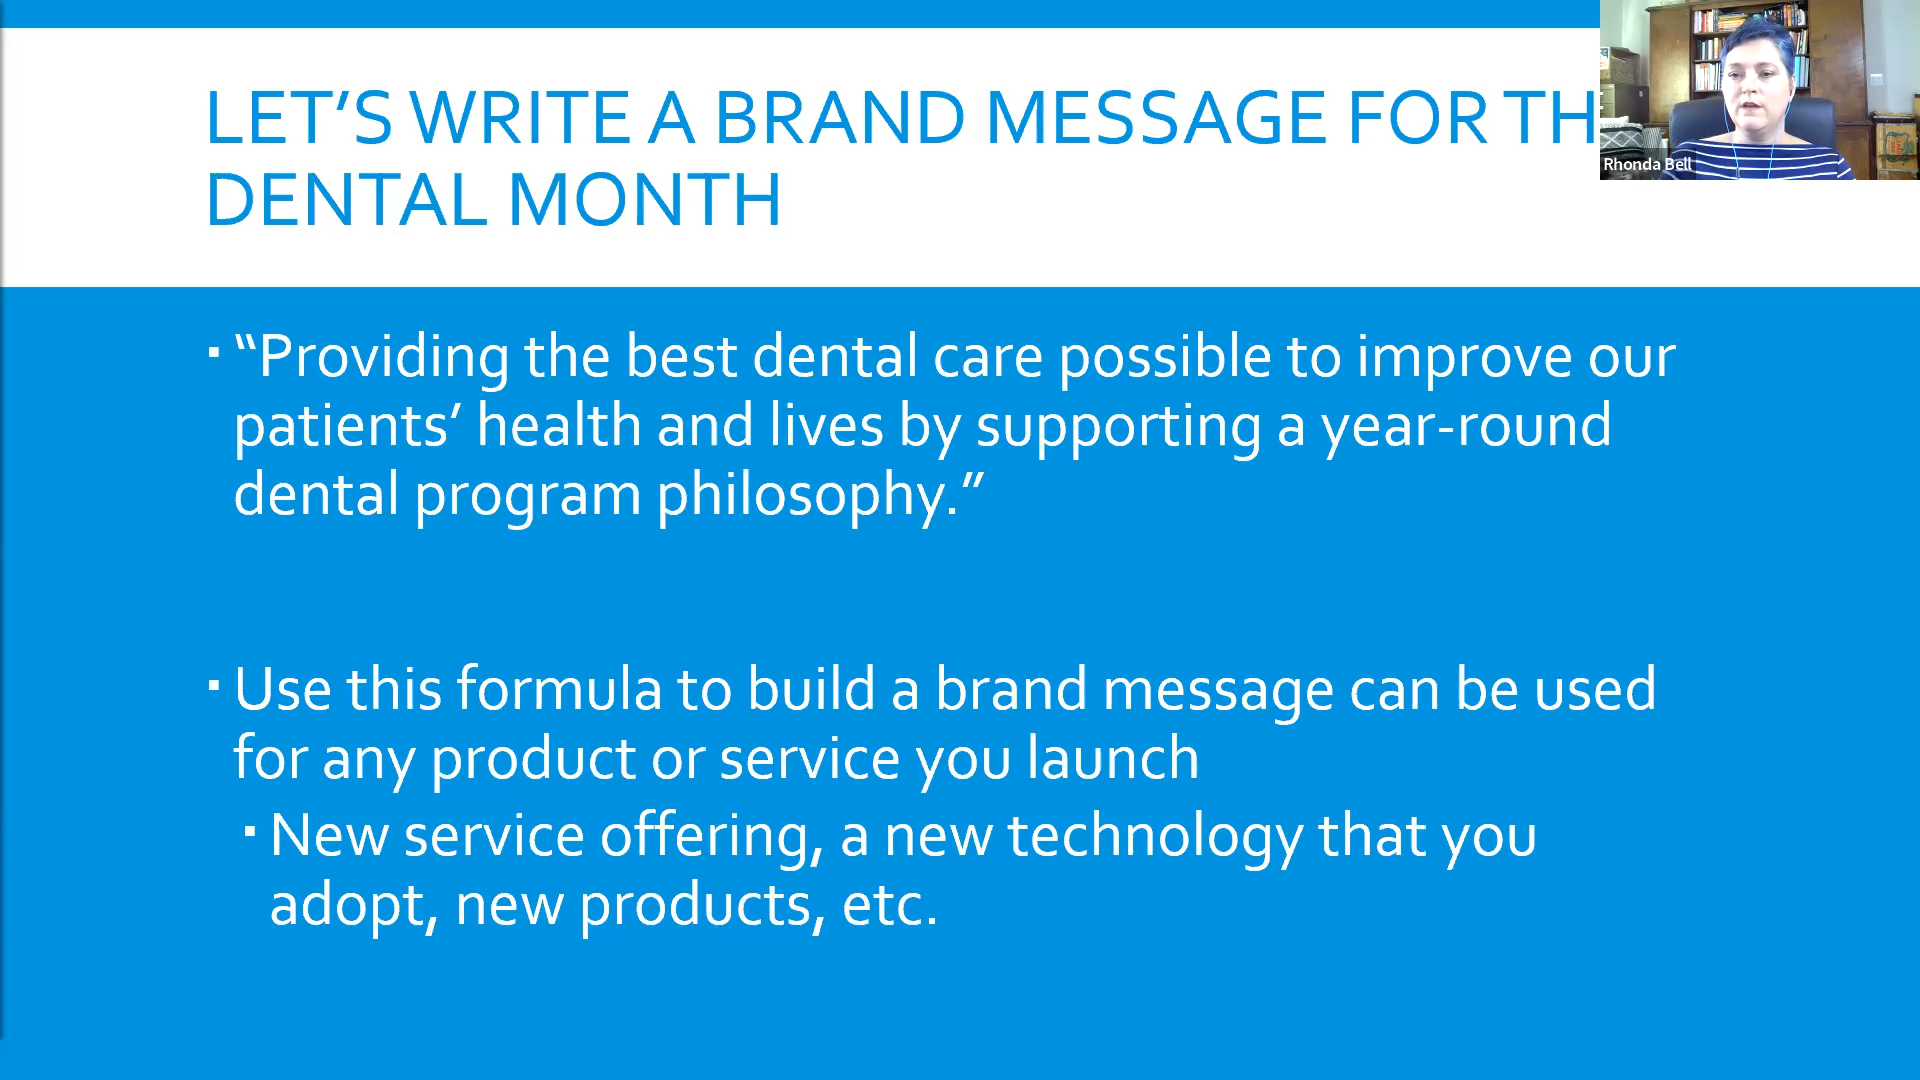 LET’S WRITE A BRAND MESSAGE FOR
DENTAL MONTH
Rhonda Bell
▪ “Providing the best dental care possible to improve our
patients’ health and lives by supporting a year-round
dental program philosophy.”
▪ Use this formula to build a brand message can be used
for any product or service you launch
▪ New service offering, a new technology that you
adopt, new products, etc.